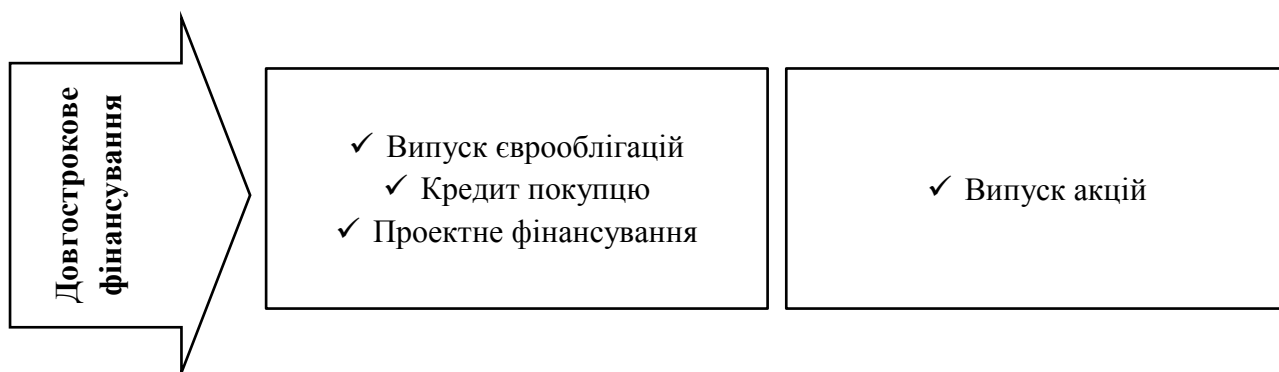 Довгострокове
фінансування
✓ Випуск єврооблігацій
✓ Кредит покупцю
✓ Проектне фінансування
✓ Випуск акцій